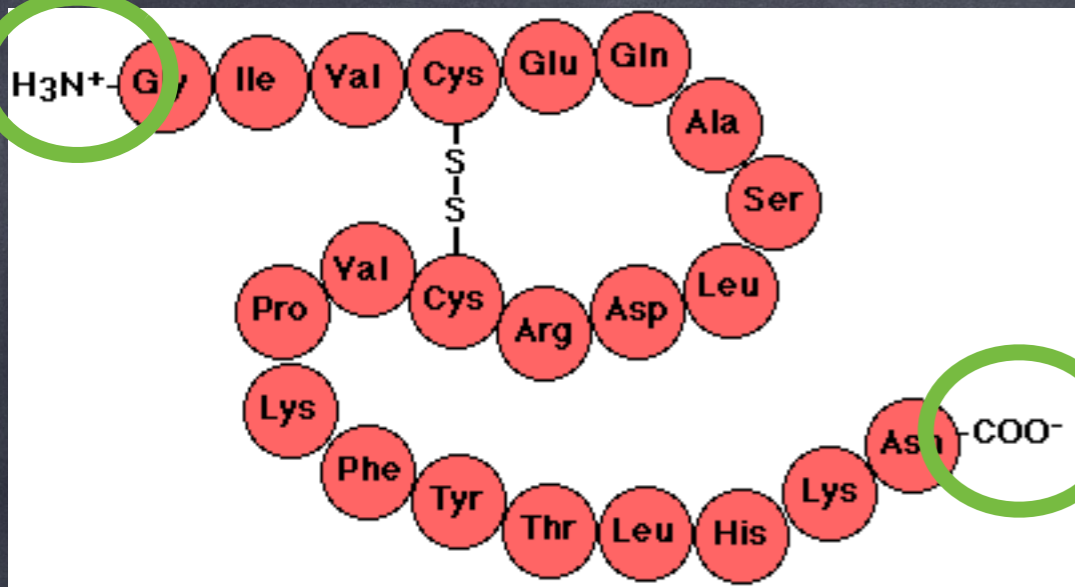 H3N+ Gly Ile Val Cys Glu Gln
Ala
Ser
Leu
Asp
Arg
Cys
Val
Pro
S
S
Lys
Phe
Tyr
Thr
Leu
His
Lys
Asn
COO-